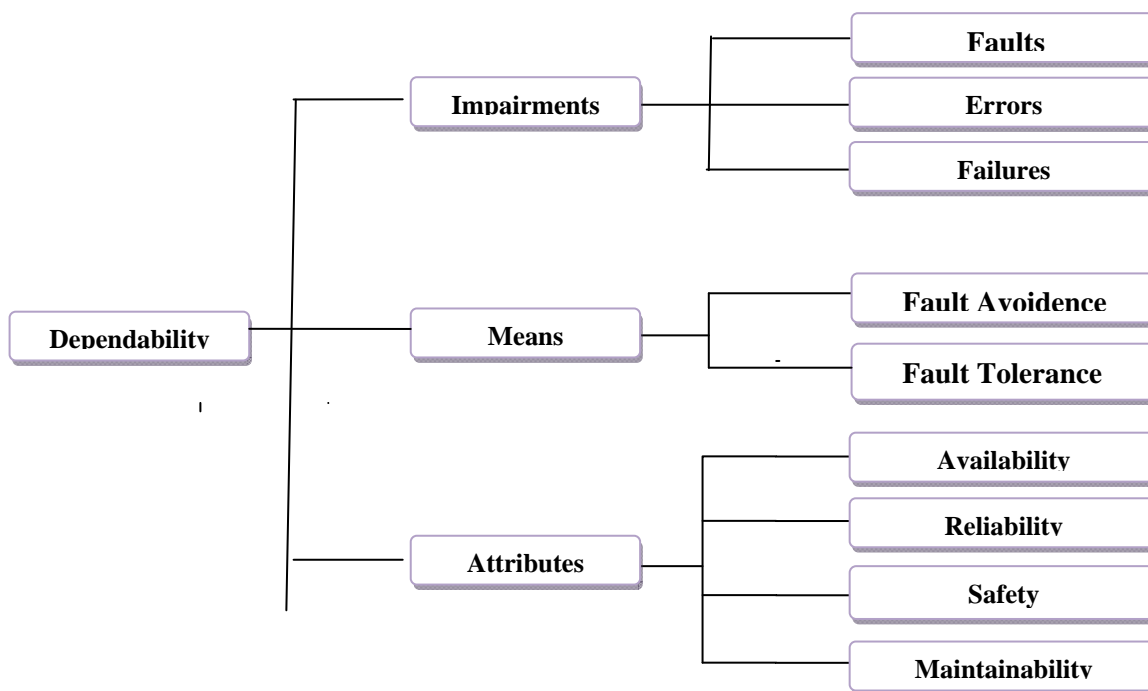 Faults
Impairments
Errors
Failures
Fault Avoidence
Dependability
Means
Fault Tolerance
Availability
Reliability
Attributes
Safety
Maintainability